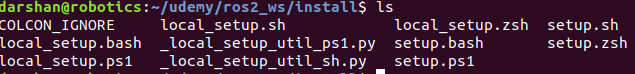 darshan@robotics:~/udemy/ros2_ws/install$ ls
COLCON_IGNORE local_setup.sh local_setup.zsh setup.sh
local_setup.bash _local_setup_util_ps1.py setup.bash setup.zsh
local_setup.ps1 _local_setup_util_sh.py setup.ps1